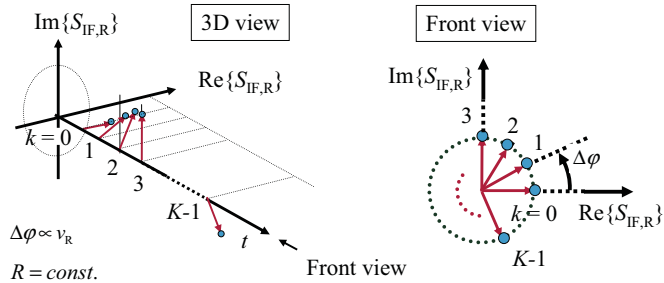 Im{S_IF,R}
3D view
Re{S_IF,R}
k = 0
1
2
3
K-1
t
Δφ ∝ v_R
R = const.
Front view
Front view
Im{S_IF,R}
3
2
1
Δφ
k = 0
Re{S_IF,R}
K-1